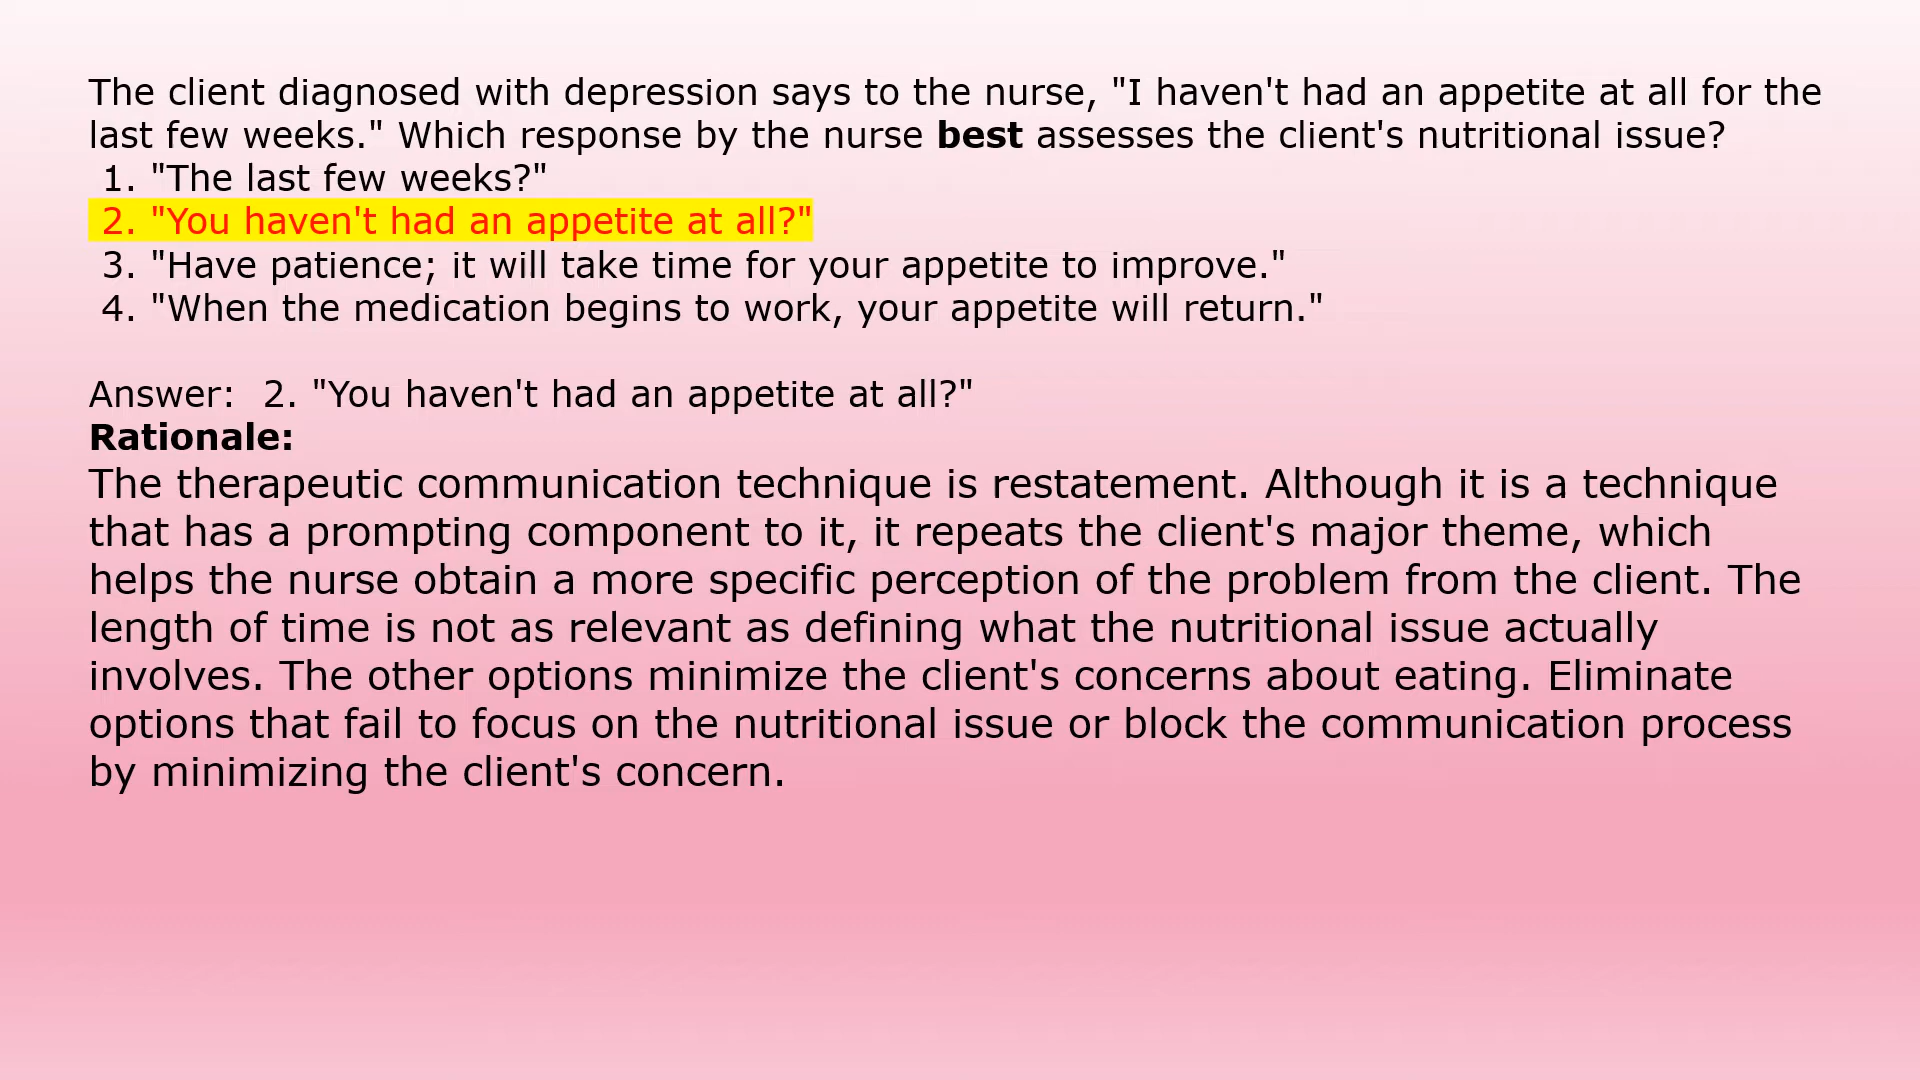 The client diagnosed with depression says to the nurse, "I haven't had an appetite at all for the
last few weeks." Which response by the nurse best assesses the client's nutritional issue?
1. "The last few weeks?"
2. "You haven't had an appetite at all?"
3. "Have patience; it will take time for your appetite to improve."
4. "When the medication begins to work, your appetite will return."
Answer:  2. "You haven't had an appetite at all?"
Rationale:
The therapeutic communication technique is restatement. Although it is a technique
that has a prompting component to it, it repeats the client's major theme, which
helps the nurse obtain a more specific perception of the problem from the client. The
length of time is not as relevant as defining what the nutritional issue actually
involves. The other options minimize the client's concerns about eating. Eliminate
options that fail to focus on the nutritional issue or block the communication process
by minimizing the client's concern.